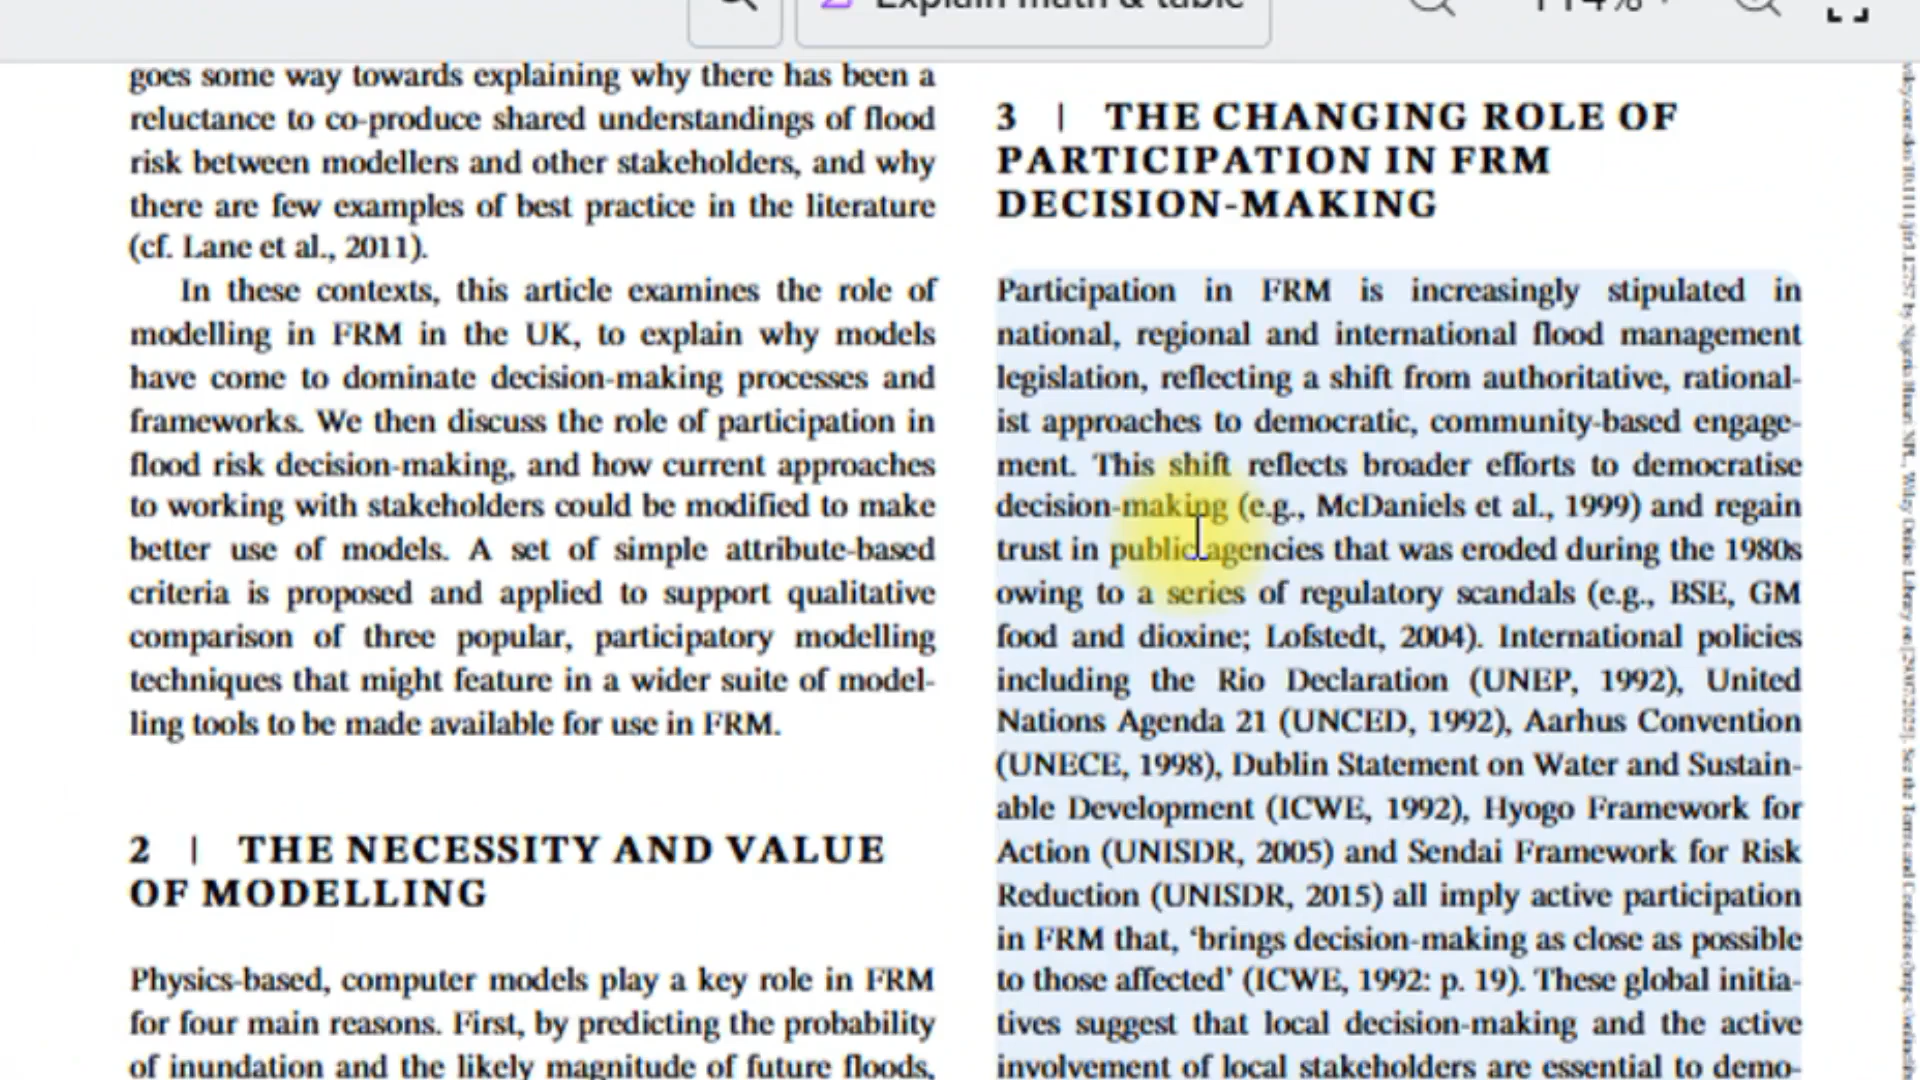 Explain math & table
114%
goes some way towards explaining why there has been a
reluctance to co-produce shared understandings of flood
risk between modellers and other stakeholders, and why
there are few examples of best practice in the literature
(cf. Lane et al., 2011).
In these contexts, this article examines the role of
modelling in FRM in the UK, to explain why models
have come to dominate decision-making processes and
frameworks. We then discuss the role of participation in
flood risk decision-making, and how current approaches
to working with stakeholders could be modified to make
better use of models. A set of simple attribute-based
criteria is proposed and applied to support qualitative
comparison of three popular, participatory modelling
techniques that might feature in a wider suite of model-
ling tools to be made available for use in FRM.
2 | THE NECESSITY AND VALUE
OF MODELLING
Physics-based, computer models play a key role in FRM
for four main reasons. First, by predicting the probability
of inundation and the likely magnitude of future floods,
3 | THE CHANGING ROLE OF
PARTICIPATION IN FRM
DECISION-MAKING
Participation in FRM is increasingly stipulated in
national, regional and international flood management
legislation, reflecting a shift from authoritative, rational-
ist approaches to democratic, community-based engage-
ment. This shift reflects broader efforts to democratise
decision-making (e.g., McDaniels et al., 1999) and regain
trust in public agencies that was eroded during the 1980s
owing to a series of regulatory scandals (e.g., BSE, GM
food and dioxine; Lofstedt, 2004). International policies
including the Rio Declaration (UNEP, 1992), United
Nations Agenda 21 (UNCED, 1992), Aarhus Convention
(UNECE, 1998), Dublin Statement on Water and Sustain-
able Development (ICWE, 1992), Hyogo Framework for
Action (UNISDR, 2005) and Sendai Framework for Risk
Reduction (UNISDR, 2015) all imply active participation
in FRM that, ‘brings decision-making as close as possible
to those affected’ (ICWE, 1992: p. 19). These global initia-
tives suggest that local decision-making and the active
involvement of local stakeholders are essential to demo-